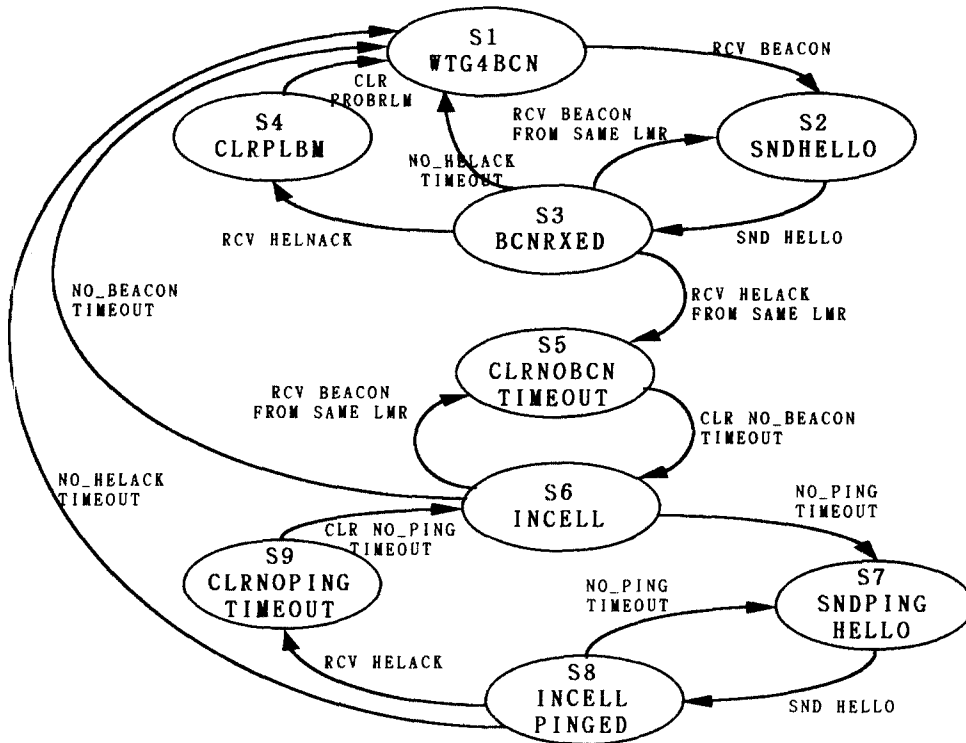 S1
WTG4BCN
RCV BEACON
CLR
PROBRLM
S4
CLRPLBM
RCV BEACON
FROM SAME LMR
S2
SNDHELLO
NO_HELACK
TIMEOUT
S3
BCNRXED
RCV HELNACK
SND HELLO
NO_BEACON
TIMEOUT
RCV HELACK
FROM SAME LMR
S5
CLRNOBCN
TIMEOUT
RCV BEACON
FROM SAME LMR
CLR NO_BEACON
TIMEOUT
NO_HELACK
TIMEOUT
S6
INCELL
NO_PING
TIMEOUT
CLR NO_PING
TIMEOUT
S9
CLRNOPING
TIMEOUT
NO_PING
TIMEOUT
S7
SNDPING
HELLO
RCV HELACK
S8
INCELL
PINGED
SND HELLO